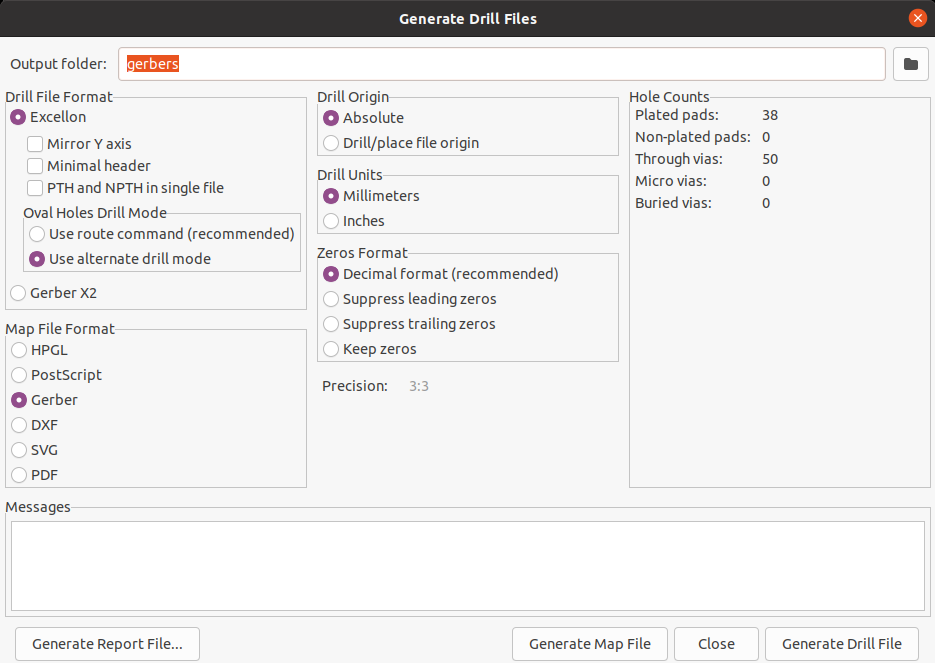 Generate Drill Files
Output folder: gerbers
Drill File Format
Excellon
Mirror Y axis
Minimal header
PTH and NPTH in single file
Oval Holes Drill Mode
Use route command (recommended)
Use alternate drill mode
Gerber X2
Map File Format
HPGL
PostScript
Gerber
DXF
SVG
PDF
Drill Origin
Absolute
Drill/place file origin
Drill Units
Millimeters
Inches
Zeros Format
Decimal format (recommended)
Suppress leading zeros
Suppress trailing zeros
Keep zeros
Precision: 3:3
Hole Counts
Plated pads: 38
Non-plated pads: 0
Through vias: 50
Micro vias: 0
Buried vias: 0
Messages
Generate Report File... Generate Map File Close Generate Drill File